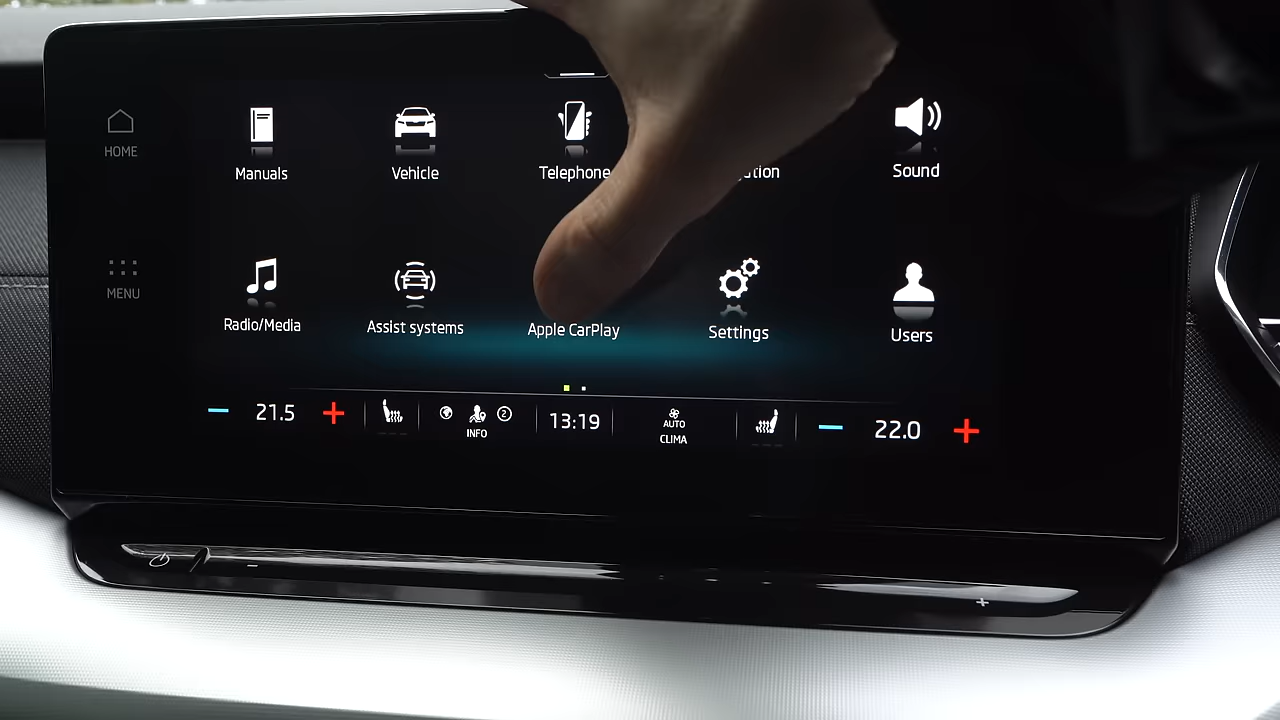 HOME
Manuals
Vehicle
Telephone
Sound
MENU
Radio/Media
Assist systems
Apple CarPlay
Settings
Users
21.5
2
INFO
13:19
AUTO
CLIMA
22.0